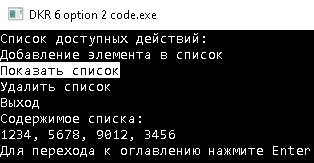 DKR 6 option 2 code.exe
Список доступных действий:
Добавление элемента в список
Показать список
Удалить список
Выход
Содержимое списка:
1234, 5678, 9012, 3456
Для перехода к оглавлению нажмите Enter